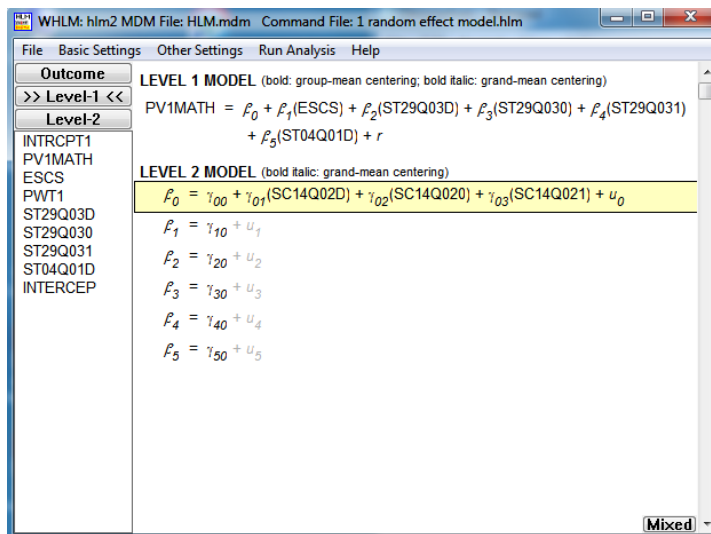 WHLM: hlm2 MDM File: HLM.mdm Command File: 1 random effect model.hlm
File Basic Settings Other Settings Run Analysis Help
Outcome
>> Level-1 <<
Level-2
INTRCPT1
PV1MATH
ESCS
PWT1
ST29Q03D
ST29Q030
ST29Q031
ST04Q01D
INTERCEP
LEVEL 1 MODEL (bold: group-mean centering; bold italic: grand-mean centering)
PV1MATH = β0 + β1(ESCS) + β2(ST29Q03D) + β3(ST29Q030) + β4(ST29Q031)
+ β5(ST04Q01D) + r
LEVEL 2 MODEL (bold italic: grand-mean centering)
β0 = γ00 + γ01(SC14Q02D) + γ02(SC14Q020) + γ03(SC14Q021) + u0
β1 = γ10 + u1
β2 = γ20 + u2
β3 = γ30 + u3
β4 = γ40 + u4
β5 = γ50 + u5
Mixed